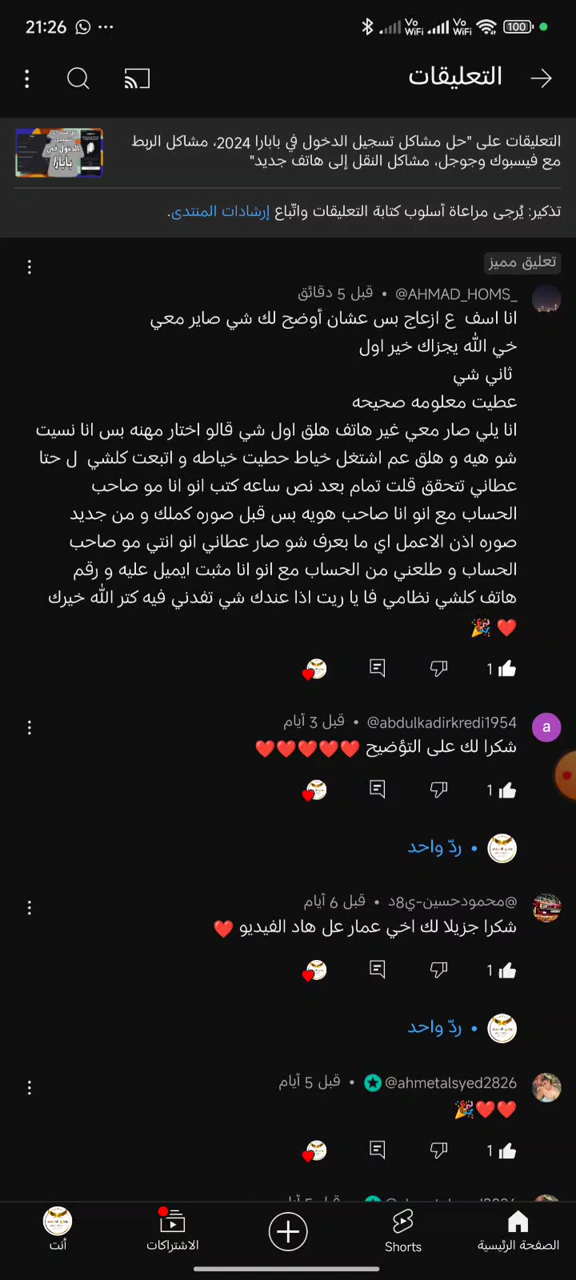 21:26
Vo WiFi
Vo WiFi
100
التعليقات
التعليقات على "حل مشاكل تسجيل الدخول في بابارا 2024، مشاكل الربط
مع فيسبوك وجوجل، مشاكل النقل إلى هاتف جديد"
تذكير: يُرجى مراعاة أسلوب كتابة التعليقات واتّباع إرشادات المنتدى.
تعليق مميز
@AHMAD_HOMS_ • قبل 5 دقائق
انا اسف ع ازعاج بس عشان أوضح لك شي صاير معي
خي الله يجزاك خير اول
ثاني شي
عطيت معلومه صحيحه
انا يلي صار معي غير هاتف هلق اول شي قالو اختار مهنه بس انا نسيت
شو هيه و هلق عم اشتغل خياط حطيت خياطه و اتبعت كلشي ل حتا
عطاني تتحقق قلت تمام بعد نص ساعه كتب انو انا مو صاحب
الحساب مع انو انا صاحب هويه بس قبل صوره كملك و من جديد
صوره اذن الاعمل اي ما بعرف شو صار عطاني انو انتي مو صاحب
الحساب و طلعني من الحساب مع انو انا مثبت ايميل عليه و رقم
هاتف كلشي نظامي فا يا ريت اذا عندك شي تفدني فيه كتر الله خيرك
❤️ 🎉
1
@abdulkadirkredi1954 • قبل 3 أيام
a
شكرا لك على التؤضيح ❤️❤️❤️❤️❤️
1
• ردّ واحد
@محمودحسين-ي8د • قبل 6 أيام
شكرا جزيلا لك اخي عمار عل هاد الفيديو ❤️
1
• ردّ واحد
@ahmetalsyed2826 • قبل 5 أيام
❤️❤️🎉
1
الصفحة الرئيسية
Shorts
الاشتراكات
أنت